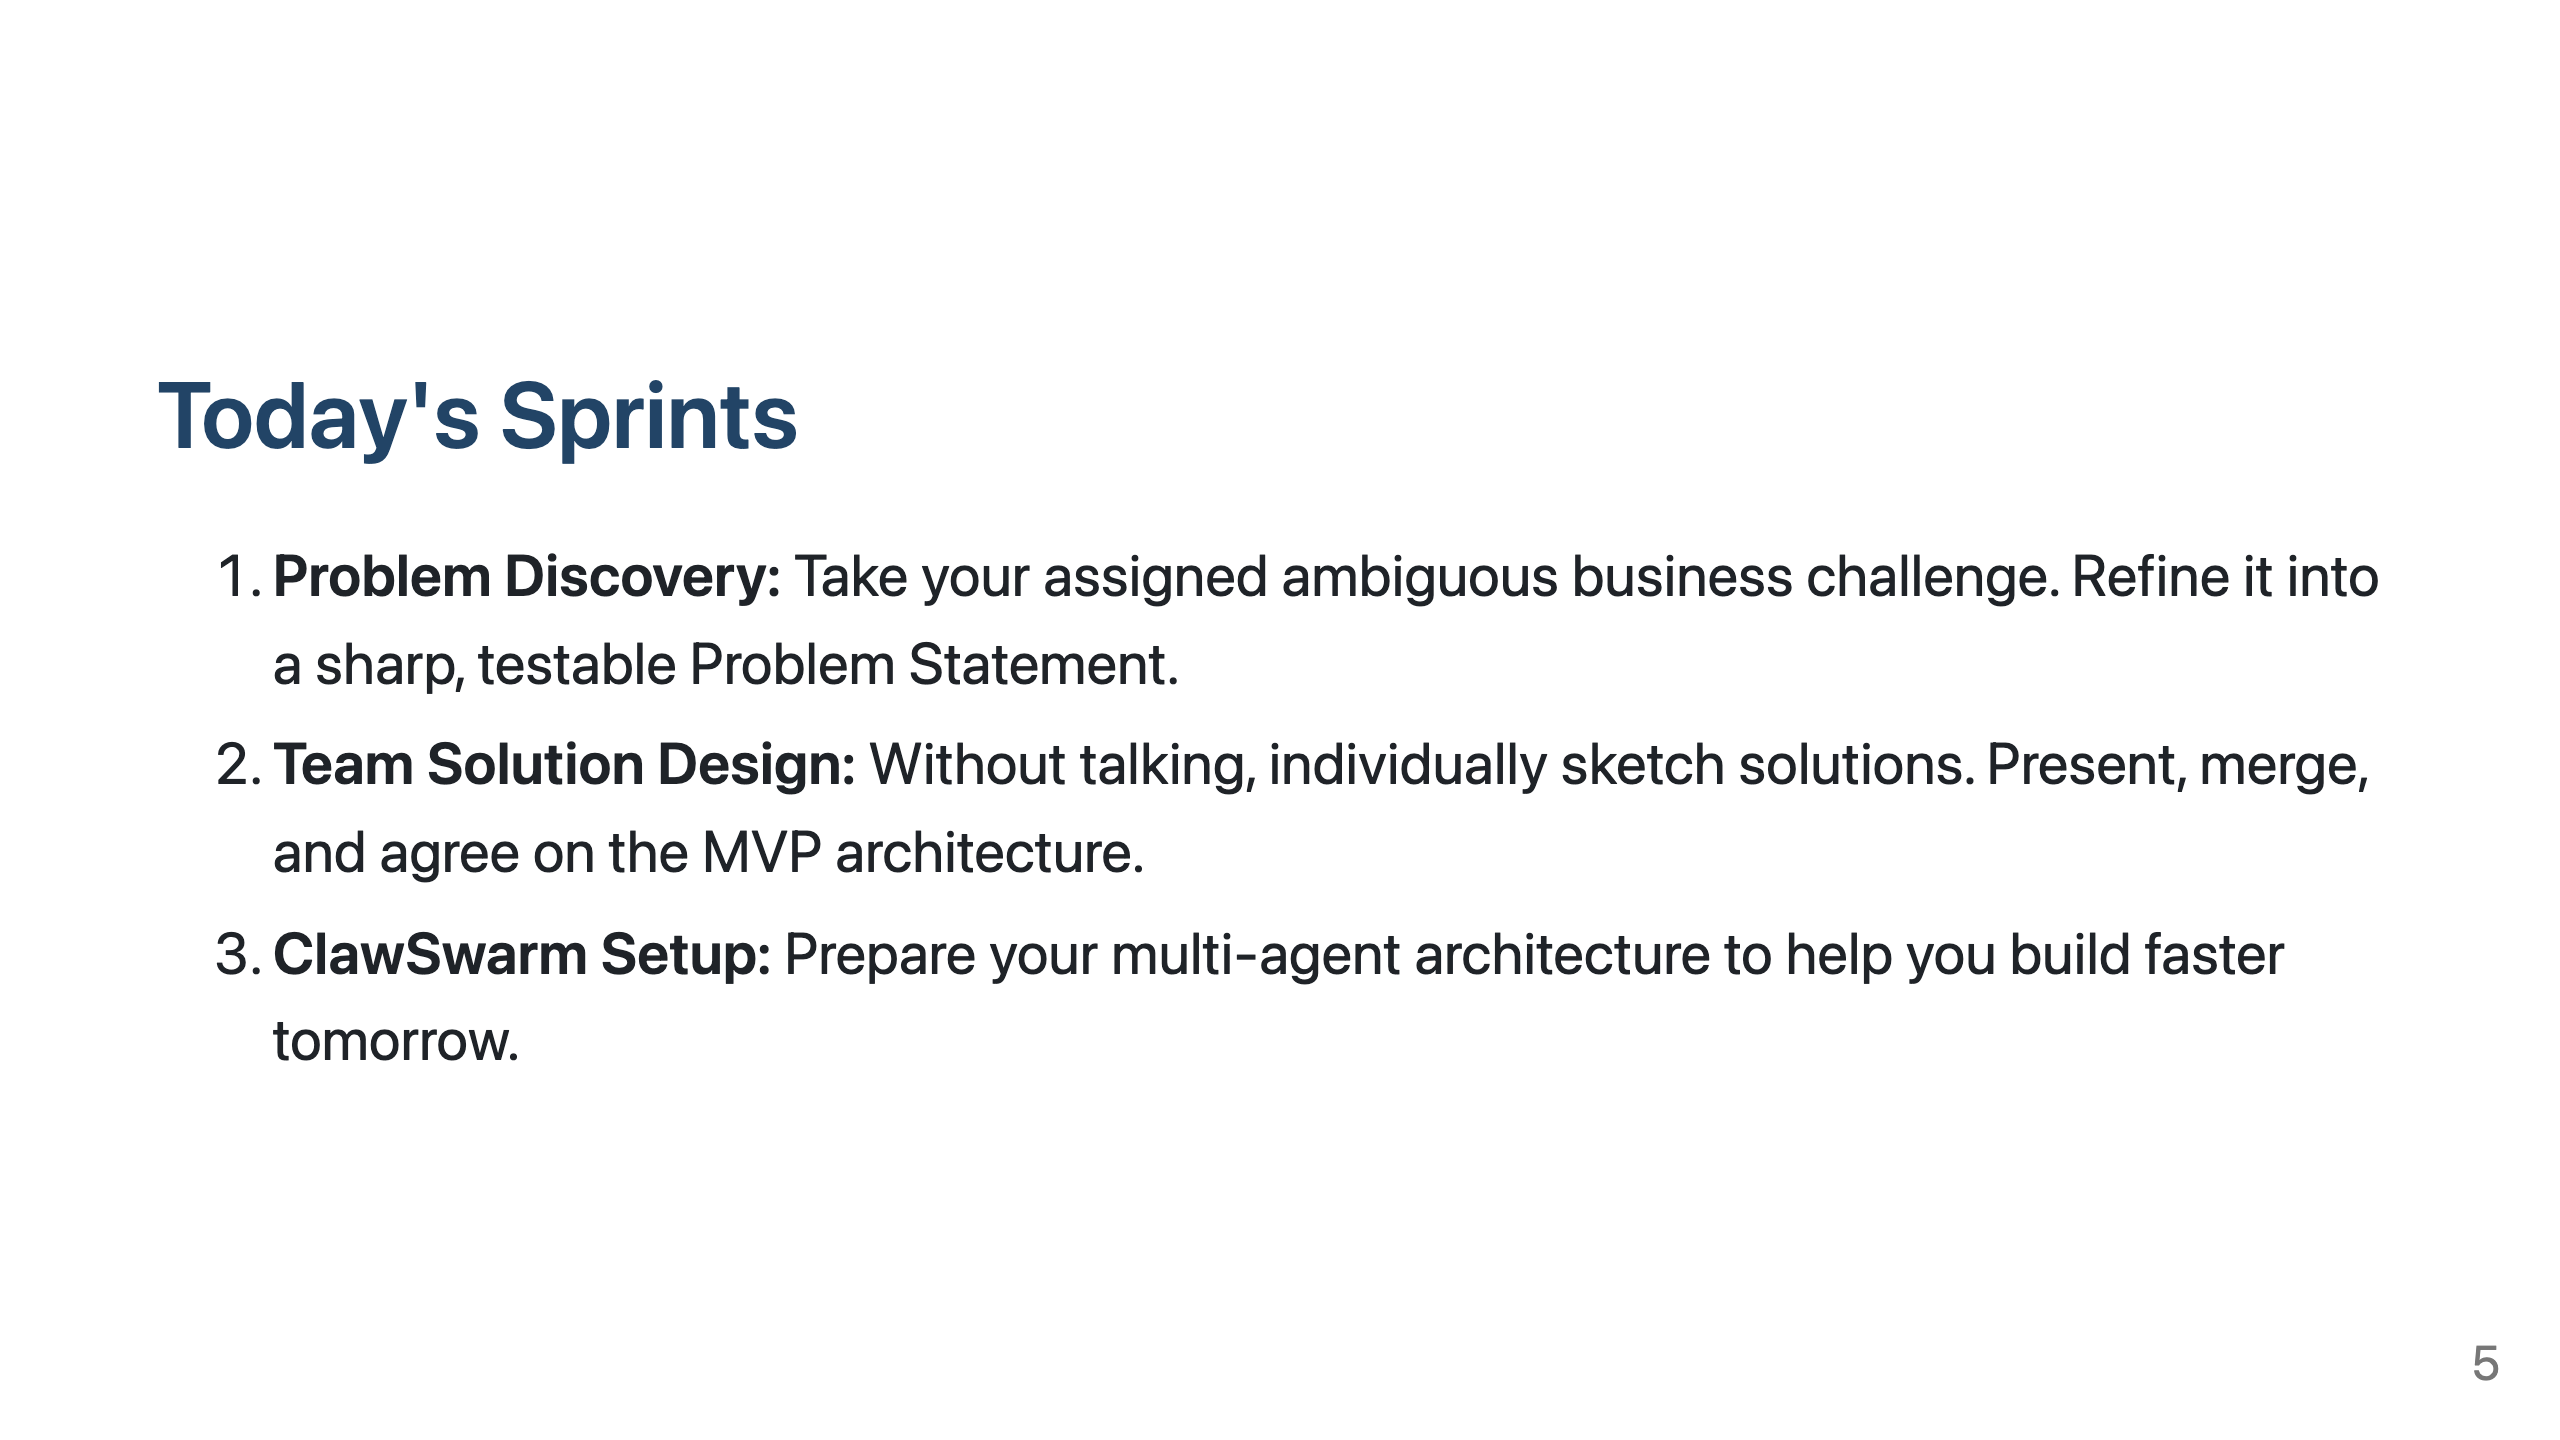 Today's Sprints
1. Problem Discovery: Take your assigned ambiguous business challenge. Refine it into
a sharp, testable Problem Statement.
2. Team Solution Design: Without talking, individually sketch solutions. Present, merge,
and agree on the MVP architecture.
3. ClawSwarm Setup: Prepare your multi-agent architecture to help you build faster
tomorrow.
5